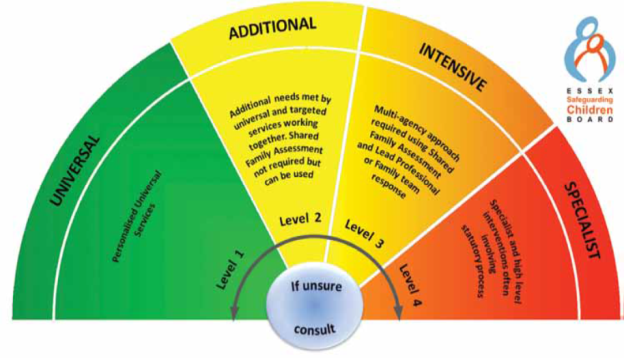 UNIVERSAL
Personalised Universal
Services
Level 1
ADDITIONAL
Additional needs met by
universal and targeted
services working
together. Shared
Family Assessment
not required but
can be used
Level 2
INTENSIVE
Multi-agency approach
required using Shared
Family Assessment
and Lead Professional
or Family team
response
Level 3
SPECIALIST
Specialist and high level
interventions often
involving
statutory process
Level 4
If unsure
consult
ESSEX
Safeguarding
Children
BOARD